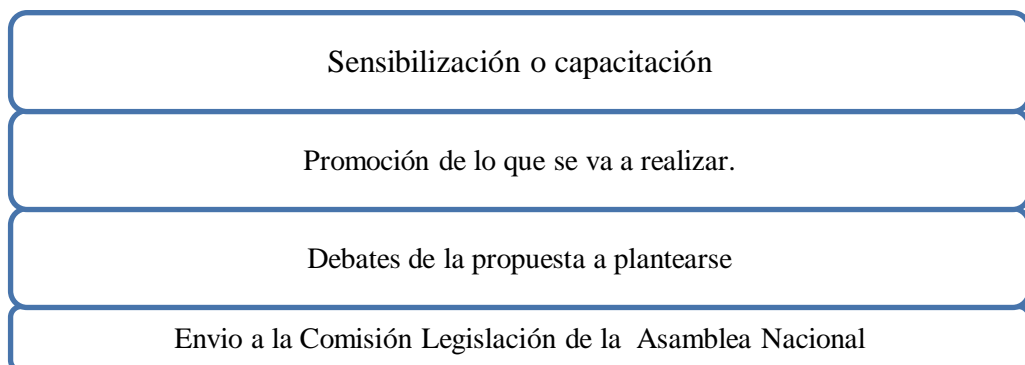 Sensibilización o capacitación
Promoción de lo que se va a realizar.
Debates de la propuesta a plantearse
Envio a la Comisión Legislación de la Asamblea Nacional